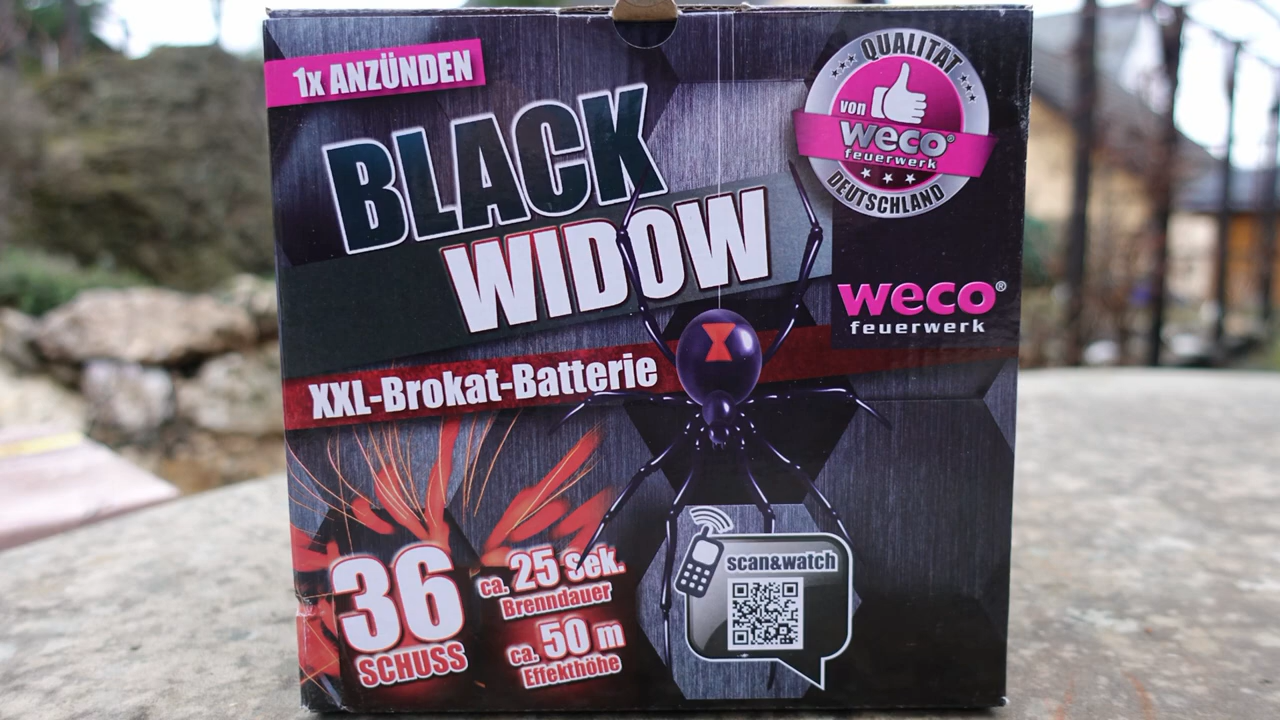 1x ANZÜNDEN
BLACK
WIDOW
XXL-Brokat-Batterie
QUALITÄT
von
weco®
feuerwerk
DEUTSCHLAND
weco®
feuerwerk
36
SCHUSS
ca. 25 Sek.
Brenndauer
ca. 50 m
Effekthöhe
scan&watch